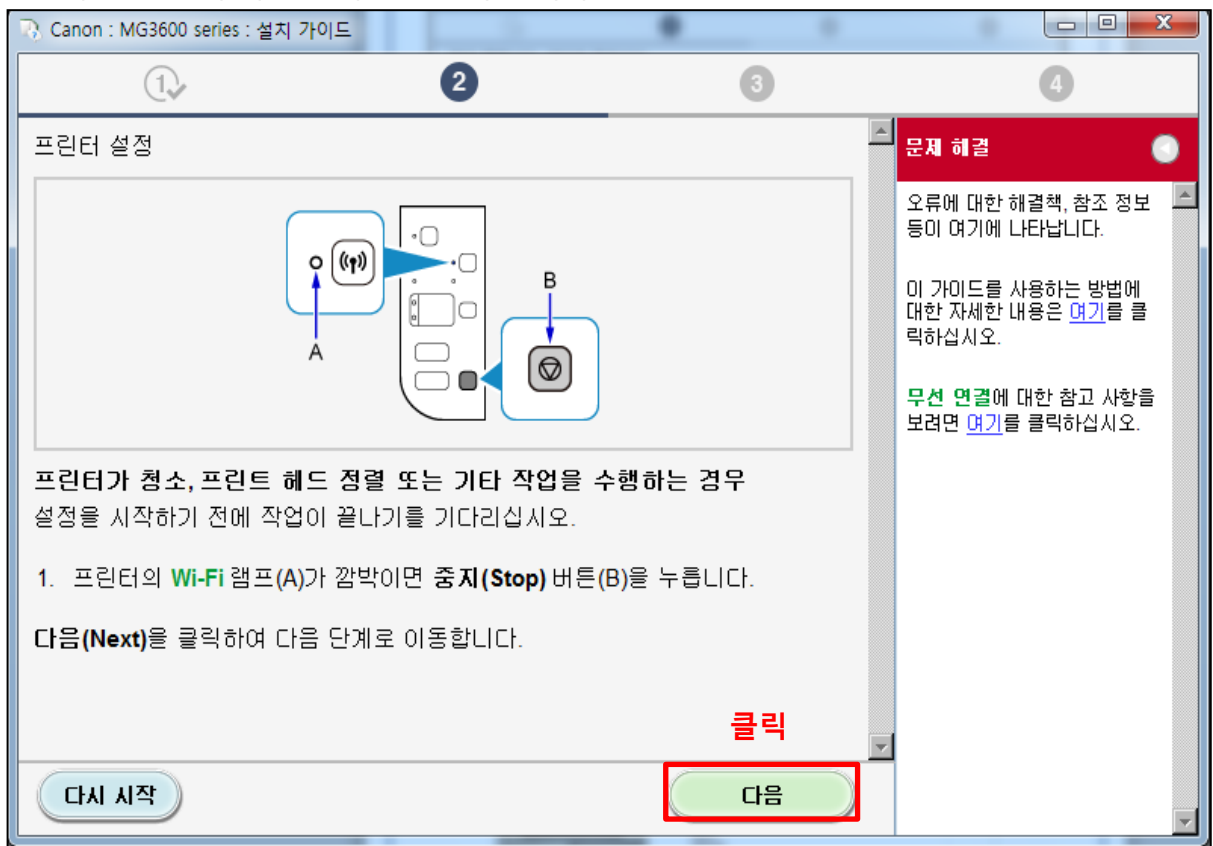 Canon : MG3600 series : 설치 가이드
1
2
3
4
프린터 설정
A
B
프린터가 청소, 프린트 헤드 정렬 또는 기타 작업을 수행하는 경우
설정을 시작하기 전에 작업이 끝나기를 기다리십시오.
1. 프린터의 Wi-Fi 램프(A)가 깜박이면 중지(Stop) 버튼(B)을 누릅니다.
다음(Next)을 클릭하여 다음 단계로 이동합니다.
클릭
다시 시작
다음
문제 해결
오류에 대한 해결책, 참조 정보
등이 여기에 나타납니다.
이 가이드를 사용하는 방법에
대한 자세한 내용은 여기를 클
릭하십시오.
무선 연결에 대한 참고 사항을
보려면 여기를 클릭하십시오.